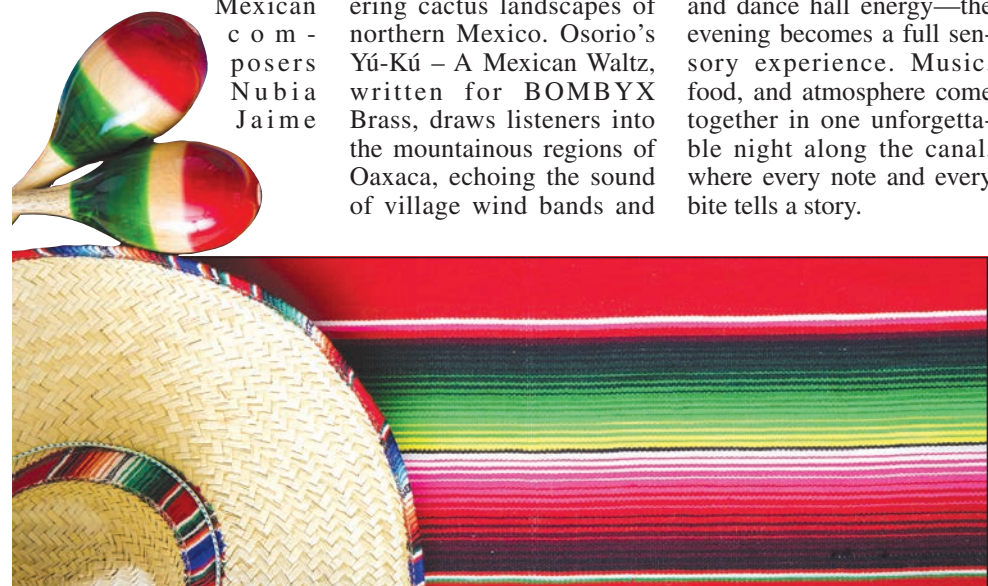 Mexican
com-
posers
Nubia
Jaime
ering cactus landscapes of
northern Mexico. Osorio's
Yú-Kú – A Mexican Waltz,
written for BOMBYX
Brass, draws listeners into
the mountainous regions of
Oaxaca, echoing the sound
of village wind bands and
and dance hall energy—the
evening becomes a full sen-
sory experience. Music,
food, and atmosphere come
together in one unforgetta-
ble night along the canal,
where every note and every
bite tells a story.